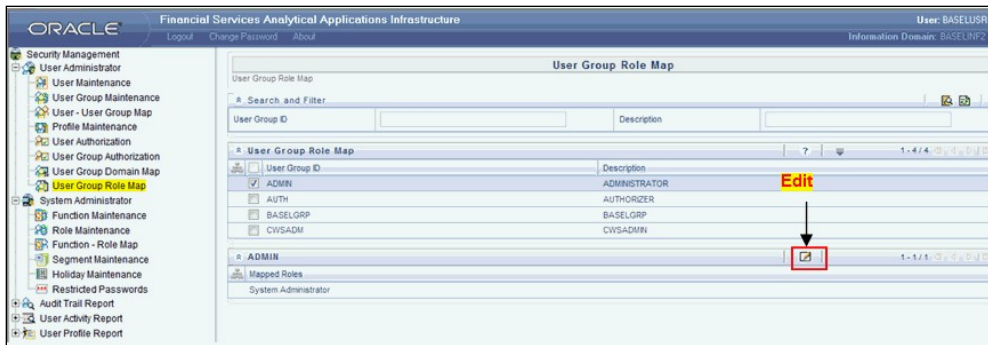 ORACLE
Financial Services Analytical Applications Infrastructure
User: BASELUSR
Logout Change Password About
Information Domain: BASELINF2
Security Management
User Administrator
User Maintenance
User Group Maintenance
User - User Group Map
Profile Maintenance
User Authorization
User Group Authorization
User Group Domain Map
User Group Role Map
System Administrator
Function Maintenance
Role Maintenance
Function - Role Map
Segment Maintenance
Holiday Maintenance
Restricted Passwords
Audit Trail Report
User Activity Report
User Profile Report
User Group Role Map
User Group Role Map
Search and Filter
User Group ID Description
User Group Role Map ? 1-4/4
User Group ID Description
ADMIN ADMINISTRATOR
AUTH AUTHORIZER
BASELGRP BASELGRP
CWSADM CWSADMIN
Edit
ADMIN 1-1/1
Mapped Roles
System Administrator